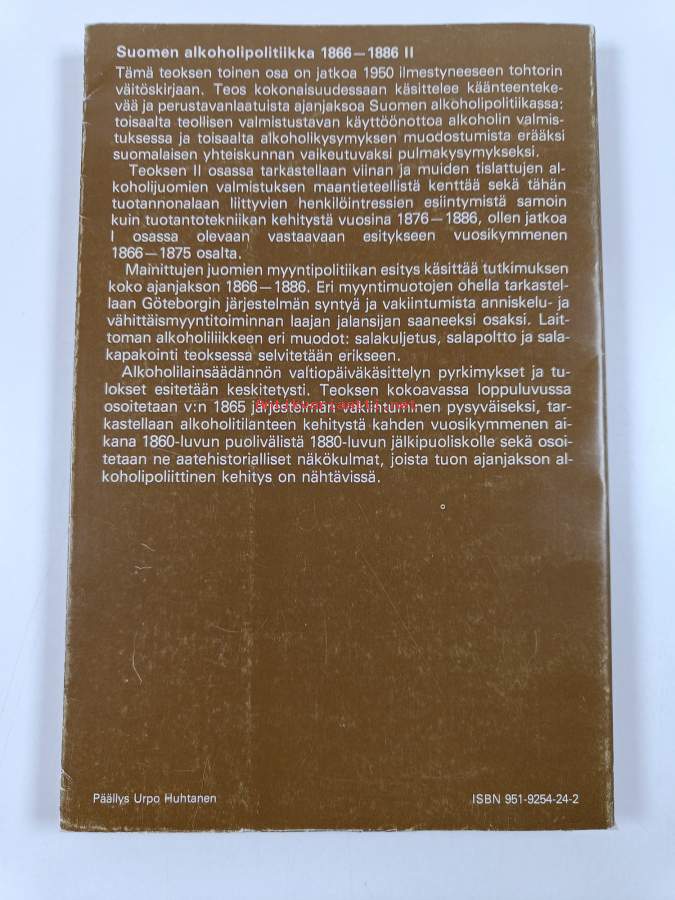 Suomen alkoholipolitiikka 1866—1886 II
Tämä teoksen toinen osa on jatkoa 1950 ilmestyneeseen tohtorin
väitöskirjaan. Teos kokonaisuudessaan käsittelee käänteenteke-
vää ja perustavanlaatuista ajanjaksoa Suomen alkoholipolitiikassa:
toisaalta teollisen valmistustavan käyttöönottoa alkoholin valmis-
tuksessa ja toisaalta alkoholikysymyksen muodostumista erääksi
suomalaisen yhteiskunnan vaikeutuvaksi pulmakysymykseksi.
Teoksen II osassa tarkastellaan viinan ja muiden tislattujen al-
koholijuomien valmistuksen maantieteellistä kenttää sekä tähän
tuotannonalaan liittyvien henkilöintressien esiintymistä samoin
kuin tuotantotekniikan kehitystä vuosina 1876—1886, ollen jatkoa
I osassa olevaan vastaavaan esitykseen vuosikymmenen
1866—1875 osalta.
Mainittujen juomien myyntipolitiikan esitys käsittää tutkimuksen
koko ajanjakson 1866—1886. Eri myyntimuotojen ohella tarkastel-
laan Göteborgin järjestelmän syntyä ja vakiintumista anniskelu- ja
vähittäismyyntitoiminnan laajan jalansijan saaneeksi osaksi. Lait-
toman alkoholiliikkeen eri muodot: salakuljetus, salapoltto ja sala-
kapakointi teoksessa selvitetään erikseen.
Alkoholilainsäädännön valtiopäiväkäsittelyn pyrkimykset ja tu-
lokset esitetään keskitetysti. Teoksen kokoavassa loppuluvussa
osoitetaan v:n 1865 järjestelmän vakiintuminen pysyväiseksi, tar-
kastellaan alkoholitilanteen kehitystä kahden vuosikymmenen ai-
kana 1860-luvun puolivälistä 1880-luvun jälkipuoliskolle sekä osoi-
tetaan ne aatehistorialliset näkökulmat, joista tuon ajanjakson al-
koholipoliittinen kehitys on nähtävissä.
Päällys Urpo Huhtanen
ISBN 951-9254-24-2